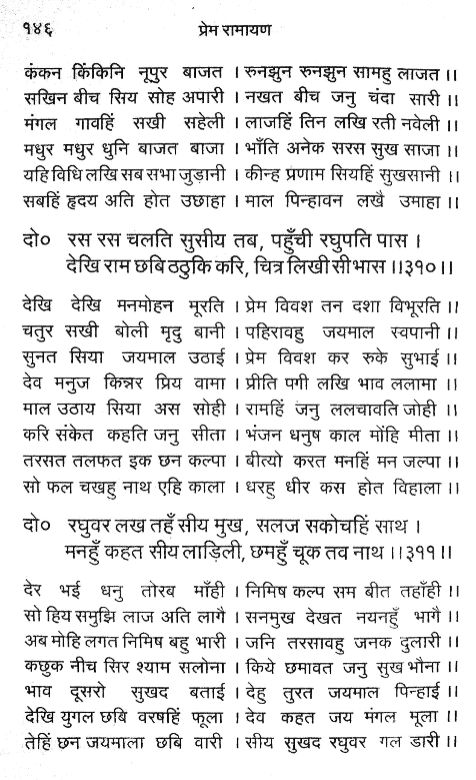 १४६ प्रेम रामायण
कंकन किंकिनि नूपुर बाजत । रुनझुन रुनझुन सामहु लाजत ।।
सखिन बीच सिय सोह अपारी । नखत बीच जनु चंदा सारी ।।
मंगल गावहिं सखी सहेली । लाजहिं तिन लखि रती नवेली ।।
मधुर मधुर धुनि बाजत बाजा । भाँति अनेक सरस सुख साजा ।।
यहि विधि लखि सब सभा जुड़ानी । कीन्ह प्रणाम सियहिं सुखसानी ।।
सबहिं हृदय अति होत उछाहा । माल पिन्हावन लखै उमाहा ।।
दो० रस रस चलति सुसीय तब, पहुँची रघुपति पास ।
देखि राम छबि ठठुकि करि, चित्र लिखी सी भास ।।३१०।।
देखि देखि मनमोहन मूरति । प्रेम विवश तन दशा विभूरति ।।
चतुर सखी बोली मृदु बानी । पहिरावहु जयमाल स्वपानी ।।
सुनत सिया जयमाल उठाई । प्रेम विवश कर रुके सुभाई ।।
देव मनुज किन्नर प्रिय वामा । प्रीति पगी लखि भाव ललामा ।।
माल उठाय सिया अस सोही । रामहिं जनु ललचावति जोही ।।
करि संकेत कहति जनु सीता । भंजन धनुष काल मोंहि मीता ।।
तरसत तलफत इक छन कल्पा । बीत्यो करत मनहिं मन जल्पा ।।
सो फल चखहु नाथ एहि काला । धरहु धीर कस होत विहाला ।।
दो० रघुवर लख तहँ सीय मुख, सलज सकोचहिं साथ ।
मनहुँ कहत सीय लाड़िली, छमहुँ चूक तव नाथ ।।३११।।
देर भई धनु तोरब माँही । निमिष कल्प सम बीत तहाँही ।।
सो हिय समुझि लाज अति लागै । सनमुख देखत नयनहुँ भागै ।।
अब मोहि लगत निमिष बहु भारी । जनि तरसावहु जनक दुलारी ।।
कछुक नीच सिर श्याम सलोना । किये छमावत जनु सुख भौना ।।
भाव दूसरो सुखद बताई । देहु तुरत जयमाल पिन्हाई ।।
देखि युगल छबि वरषहिं फूला । देव कहत जय मंगल मूला ।।
तेहिं छन जयमाला छबि वारी । सीय सुखद रघुवर गल डारी ।।